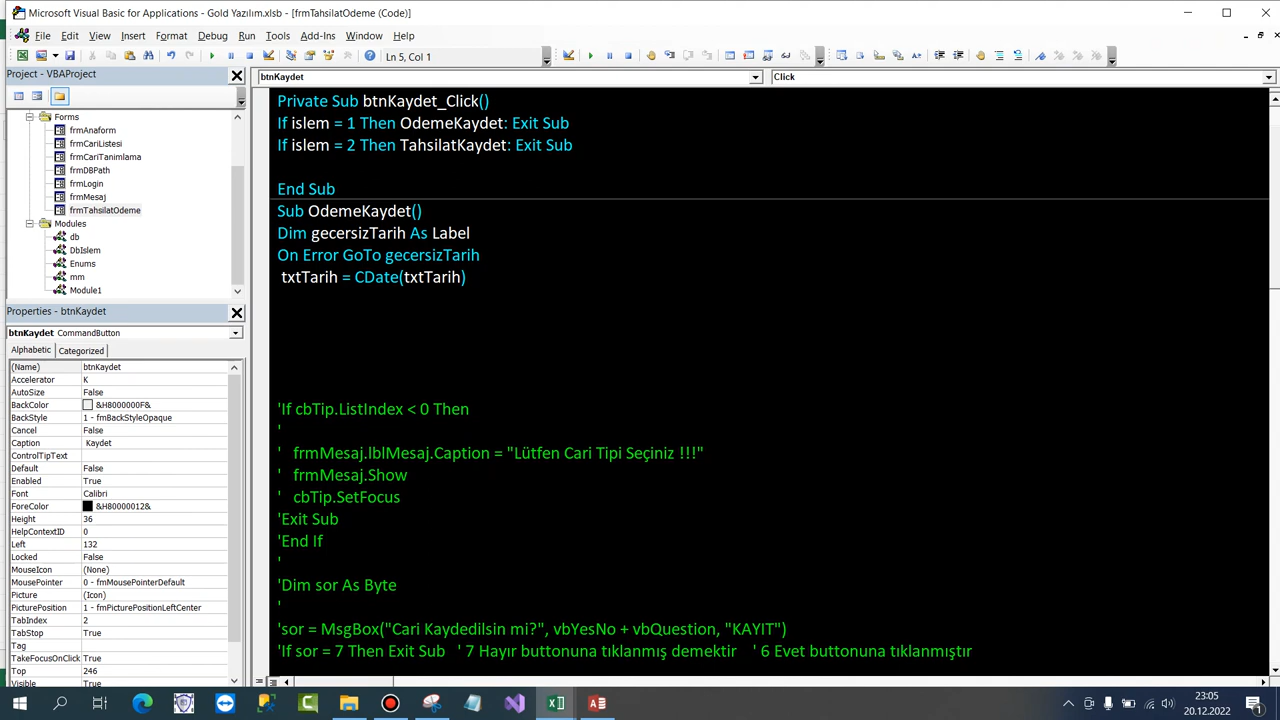 Microsoft Visual Basic for Applications - Gold Yazılım.xlsb - [frmTahsilatOdeme (Code)]
File Edit View Insert Format Debug Run Tools Add-Ins Window Help
Ln 5, Col 1
Project - VBAProject
btnKaydet
Click
Forms
frmAnaform
frmCariListesi
frmCariTanimlama
frmDBPath
frmLogin
frmMesaj
frmTahsilatOdeme
Modules
db
DbIslem
Enums
mm
Module1
Properties - btnKaydet
btnKaydet CommandButton
Alphabetic Categorized
(Name) btnKaydet
Accelerator K
AutoSize False
BackColor &H8000000F&
BackStyle 1 - fmBackStyleOpaque
Cancel False
Caption Kaydet
ControlTipText
Default False
Enabled True
Font Calibri
ForeColor &H80000012&
Height 36
HelpContextID 0
Left 132
Locked False
MouseIcon (None)
MousePointer 0 - fmMousePointerDefault
Picture (Icon)
PicturePosition 1 - fmPicturePositionLeftCenter
TabIndex 2
TabStop True
Tag
TakeFocusOnClick True
Top 246
Visible True
Private Sub btnKaydet_Click()
If islem = 1 Then OdemeKaydet: Exit Sub
If islem = 2 Then TahsilatKaydet: Exit Sub
End Sub
Sub OdemeKaydet()
Dim gecersizTarih As Label
On Error GoTo gecersizTarih
txtTarih = CDate(txtTarih)
'If cbTip.ListIndex < 0 Then
'
' frmMesaj.lblMesaj.Caption = "Lütfen Cari Tipi Seçiniz !!!"
' frmMesaj.Show
' cbTip.SetFocus
'Exit Sub
'End If
'
'Dim sor As Byte
'
'sor = MsgBox("Cari Kaydedilsin mi?", vbYesNo + vbQuestion, "KAYIT")
'If sor = 7 Then Exit Sub ' 7 Hayır buttonuna tıklanmış demektir ' 6 Evet buttonuna tıklanmıştır
23:05
20.12.2022